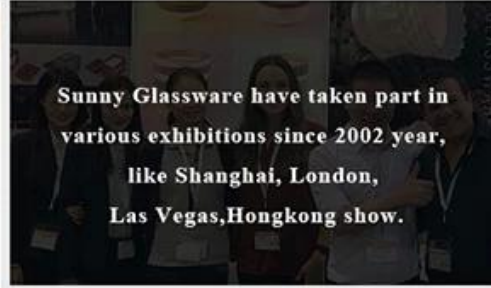 Sunny Glassware have taken part in
various exhibitions since 2002 year,
like Shanghai, London,
Las Vegas,Hongkong show.